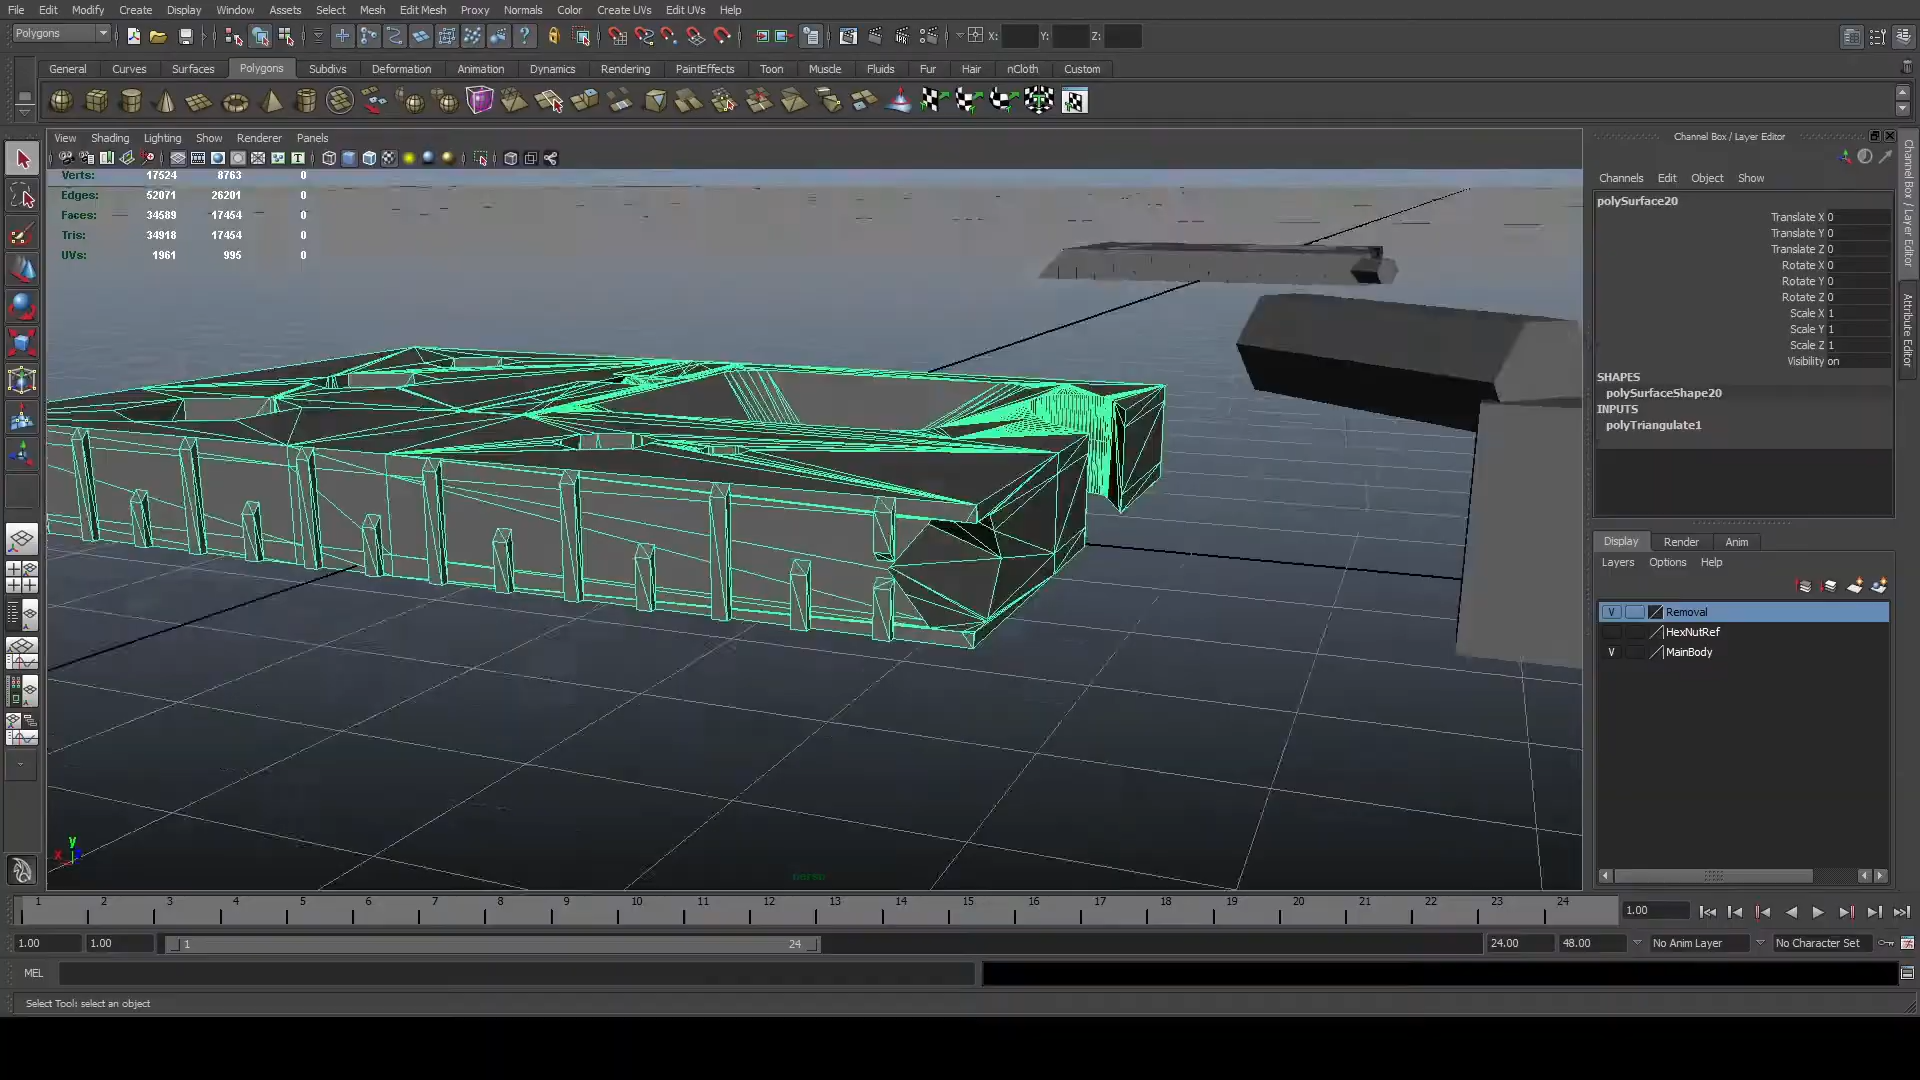 File Edit Modify Create Display Window Assets Select Mesh Edit Mesh Proxy Normals Color Create UVs Edit UVs Help
Polygons X: Y: Z:
General Curves Surfaces Polygons Subdivs Deformation Animation Dynamics Rendering PaintEffects Toon Muscle Fluids Fur Hair nCloth Custom
View Shading Lighting Show Renderer Panels
Verts: 17524 8763 0
Edges: 52071 26201 0
Faces: 34589 17454 0
Tris: 34918 17454 0
UVs: 1961 995 0
y
x
persp
Channel Box / Layer Editor
Channels Edit Object Show
polySurface20
Translate X 0
Translate Y 0
Translate Z 0
Rotate X 0
Rotate Y 0
Rotate Z 0
Scale X 1
Scale Y 1
Scale Z 1
Visibility on
SHAPES
polySurfaceShape20
INPUTS
polyTriangulate1
Display Render Anim
Layers Options Help
V Removal
HexNutRef
V MainBody
Channel Box / Layer Editor
Attribute Editor
1 2 3 4 5 6 7 8 9 10 11 12 13 14 15 16 17 18 19 20 21 22 23 24 1.00
1.00 1.00 1 24 24.00 48.00 No Anim Layer No Character Set
MEL
Select Tool: select an object